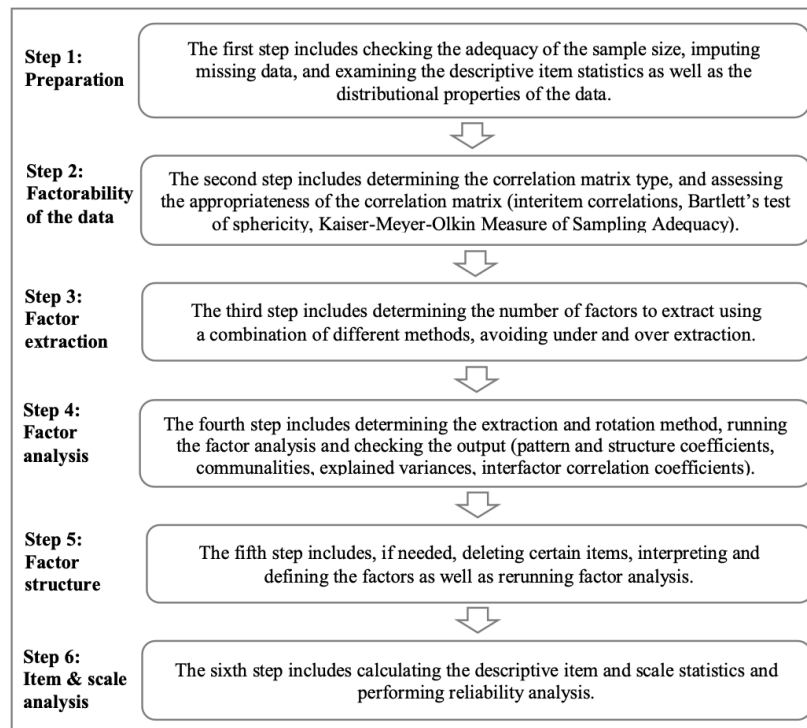 Step 1:
Preparation
The first step includes checking the adequacy of the sample size, imputing
missing data, and examining the descriptive item statistics as well as the
distributional properties of the data.
Step 2:
Factorability
of the data
The second step includes determining the correlation matrix type, and assessing
the appropriateness of the correlation matrix (interitem correlations, Bartlett's test
of sphericity, Kaiser-Meyer-Olkin Measure of Sampling Adequacy).
Step 3:
Factor
extraction
The third step includes determining the number of factors to extract using
a combination of different methods, avoiding under and over extraction.
Step 4:
Factor
analysis
The fourth step includes determining the extraction and rotation method, running
the factor analysis and checking the output (pattern and structure coefficients,
communalities, explained variances, interfactor correlation coefficients).
Step 5:
Factor
structure
The fifth step includes, if needed, deleting certain items, interpreting and
defining the factors as well as rerunning factor analysis.
Step 6:
Item & scale
analysis
The sixth step includes calculating the descriptive item and scale statistics and
performing reliability analysis.